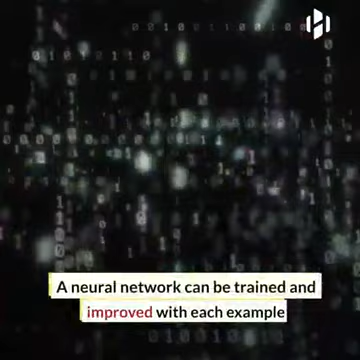 A neural network can be trained and
improved with each example